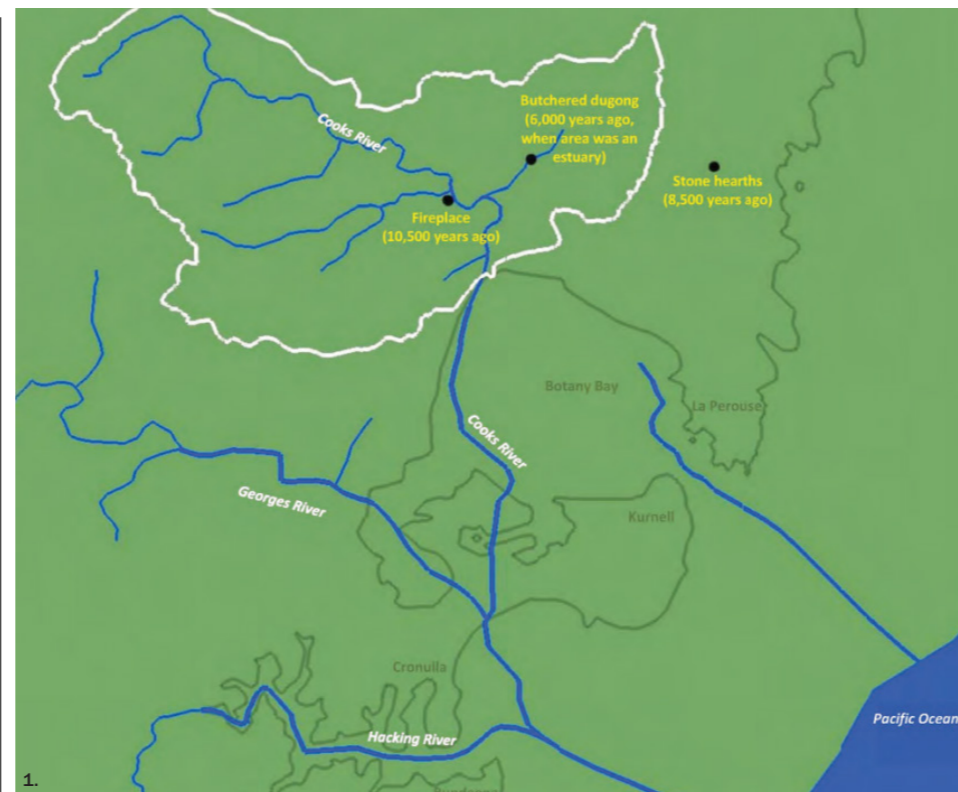 Cooks River
Butchered dugong
(6,000 years ago,
when area was an
estuary)
Stone hearths
(8,500 years ago)
Fireplace
(10,500 years ago)
Botany Bay
La Perouse
Cooks River
Georges River
Kurnell
Cronulla
Hacking River
Pacific Ocean
1.